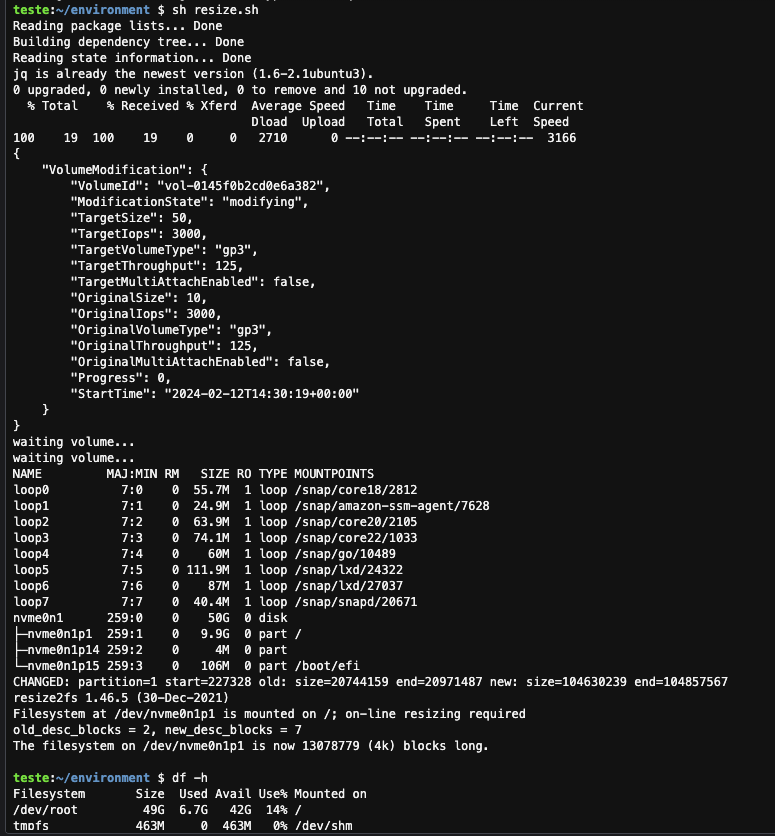 teste:~/environment $ sh resize.sh
Reading package lists... Done
Building dependency tree... Done
Reading state information... Done
jq is already the newest version (1.6-2.1ubuntu3).
0 upgraded, 0 newly installed, 0 to remove and 10 not upgraded.
  % Total    % Received % Xferd  Average Speed   Time    Time     Time  Current
                                 Dload  Upload   Total   Spent    Left  Speed
100    19  100    19    0     0   2710      0 --:--:-- --:--:-- --:--:--  3166
{
    "VolumeModification": {
        "VolumeId": "vol-0145f0b2cd0e6a382",
        "ModificationState": "modifying",
        "TargetSize": 50,
        "TargetIops": 3000,
        "TargetVolumeType": "gp3",
        "TargetThroughput": 125,
        "TargetMultiAttachEnabled": false,
        "OriginalSize": 10,
        "OriginalIops": 3000,
        "OriginalVolumeType": "gp3",
        "OriginalThroughput": 125,
        "OriginalMultiAttachEnabled": false,
        "Progress": 0,
        "StartTime": "2024-02-12T14:30:19+00:00"
    }
}
waiting volume...
waiting volume...
NAME         MAJ:MIN RM   SIZE RO TYPE MOUNTPOINTS
loop0          7:0    0  55.7M  1 loop /snap/core18/2812
loop1          7:1    0  24.9M  1 loop /snap/amazon-ssm-agent/7628
loop2          7:2    0  63.9M  1 loop /snap/core20/2105
loop3          7:3    0  74.1M  1 loop /snap/core22/1033
loop4          7:4    0    60M  1 loop /snap/go/10489
loop5          7:5    0 111.9M  1 loop /snap/lxd/24322
loop6          7:6    0    87M  1 loop /snap/lxd/27037
loop7          7:7    0  40.4M  1 loop /snap/snapd/20671
nvme0n1      259:0    0    50G  0 disk
├─nvme0n1p1  259:1    0   9.9G  0 part /
├─nvme0n1p14 259:2    0     4M  0 part
└─nvme0n1p15 259:3    0   106M  0 part /boot/efi
CHANGED: partition=1 start=227328 old: size=20744159 end=20971487 new: size=104630239 end=104857567
resize2fs 1.46.5 (30-Dec-2021)
Filesystem at /dev/nvme0n1p1 is mounted on /; on-line resizing required
old_desc_blocks = 2, new_desc_blocks = 7
The filesystem on /dev/nvme0n1p1 is now 13078779 (4k) blocks long.
teste:~/environment $ df -h
Filesystem       Size  Used Avail Use% Mounted on
/dev/root         49G  6.7G   42G  14% /
tmpfs            463M     0  463M   0% /dev/shm